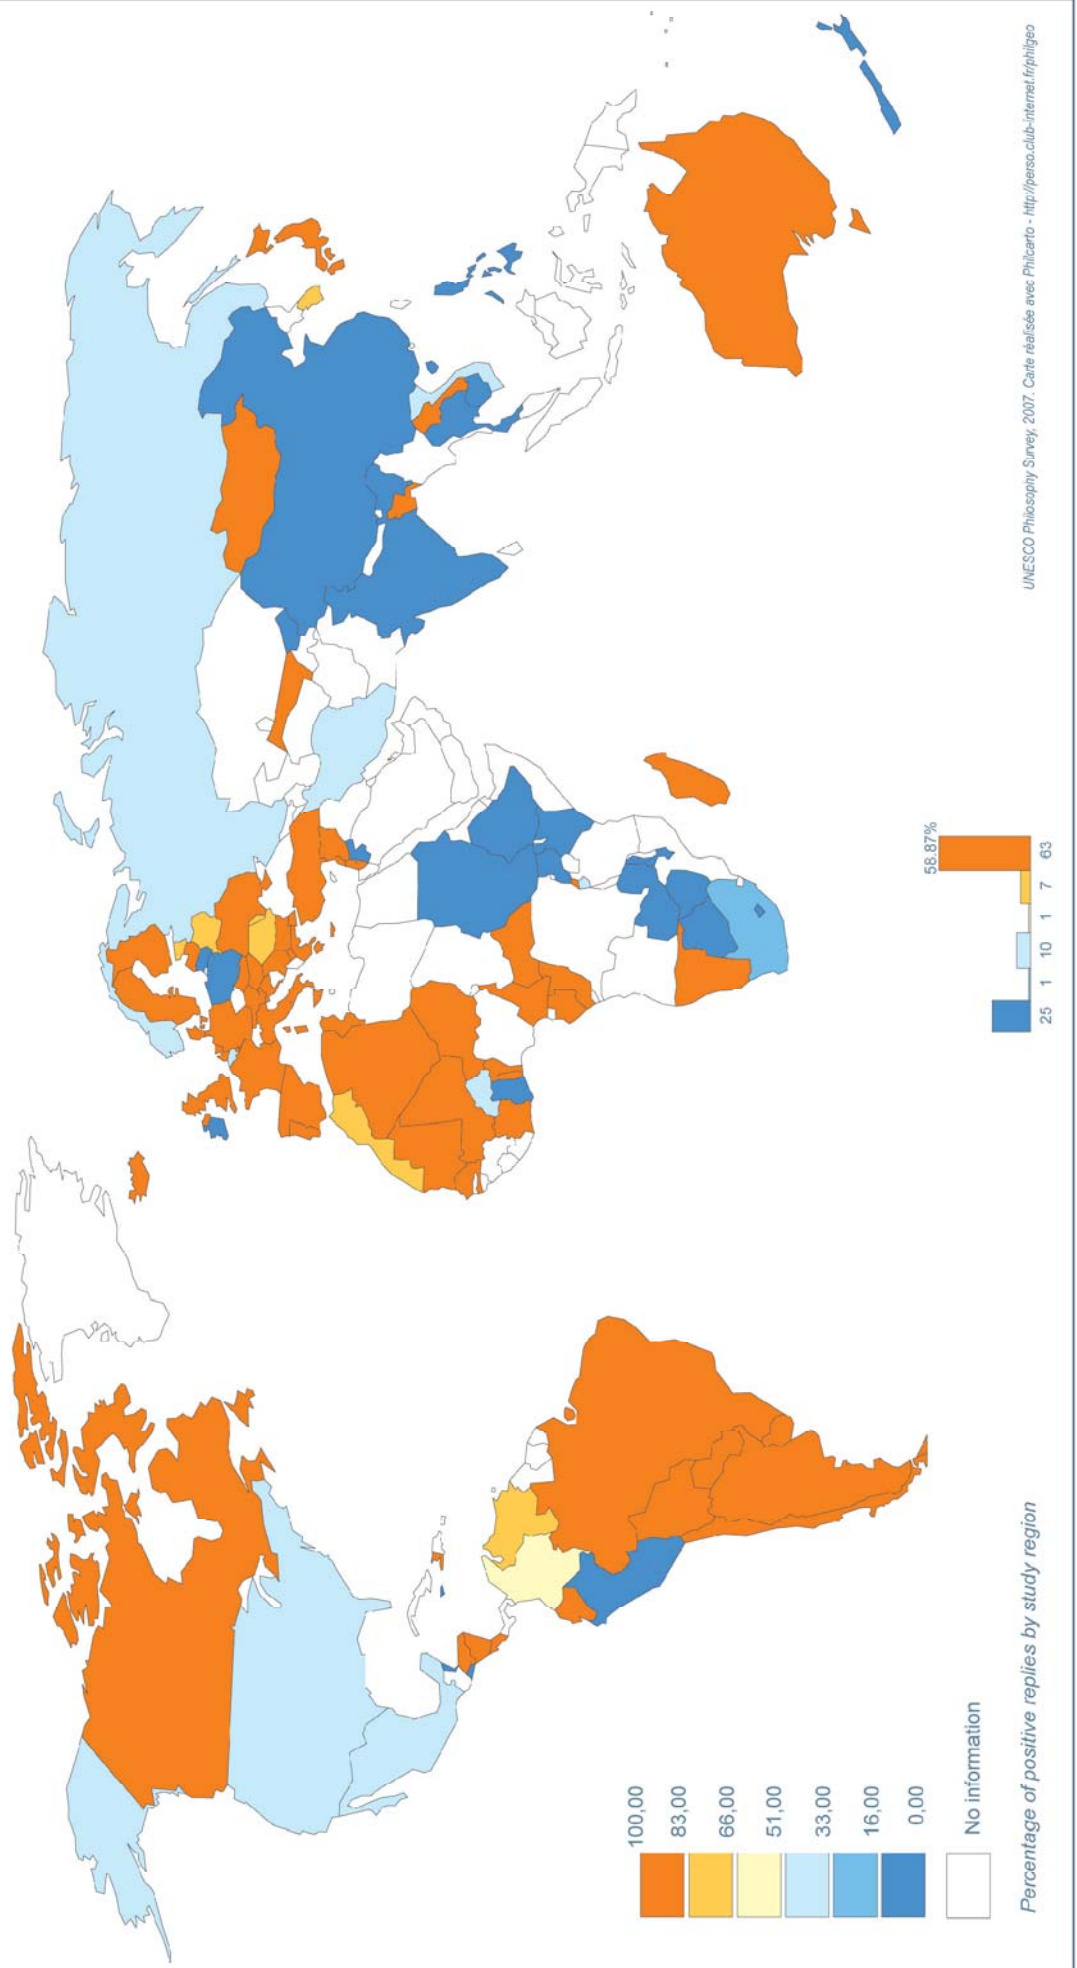 100,00
83,00
66,00
51,00
33,00
16,00
0,00
No information
Percentage of positive replies by study region
58.87%
25 1 10 1 7 63
UNESCO Philosophy Survey, 2007. Carte réalisée avec Philcarto - http://perso.club-internet.fr/philgeo